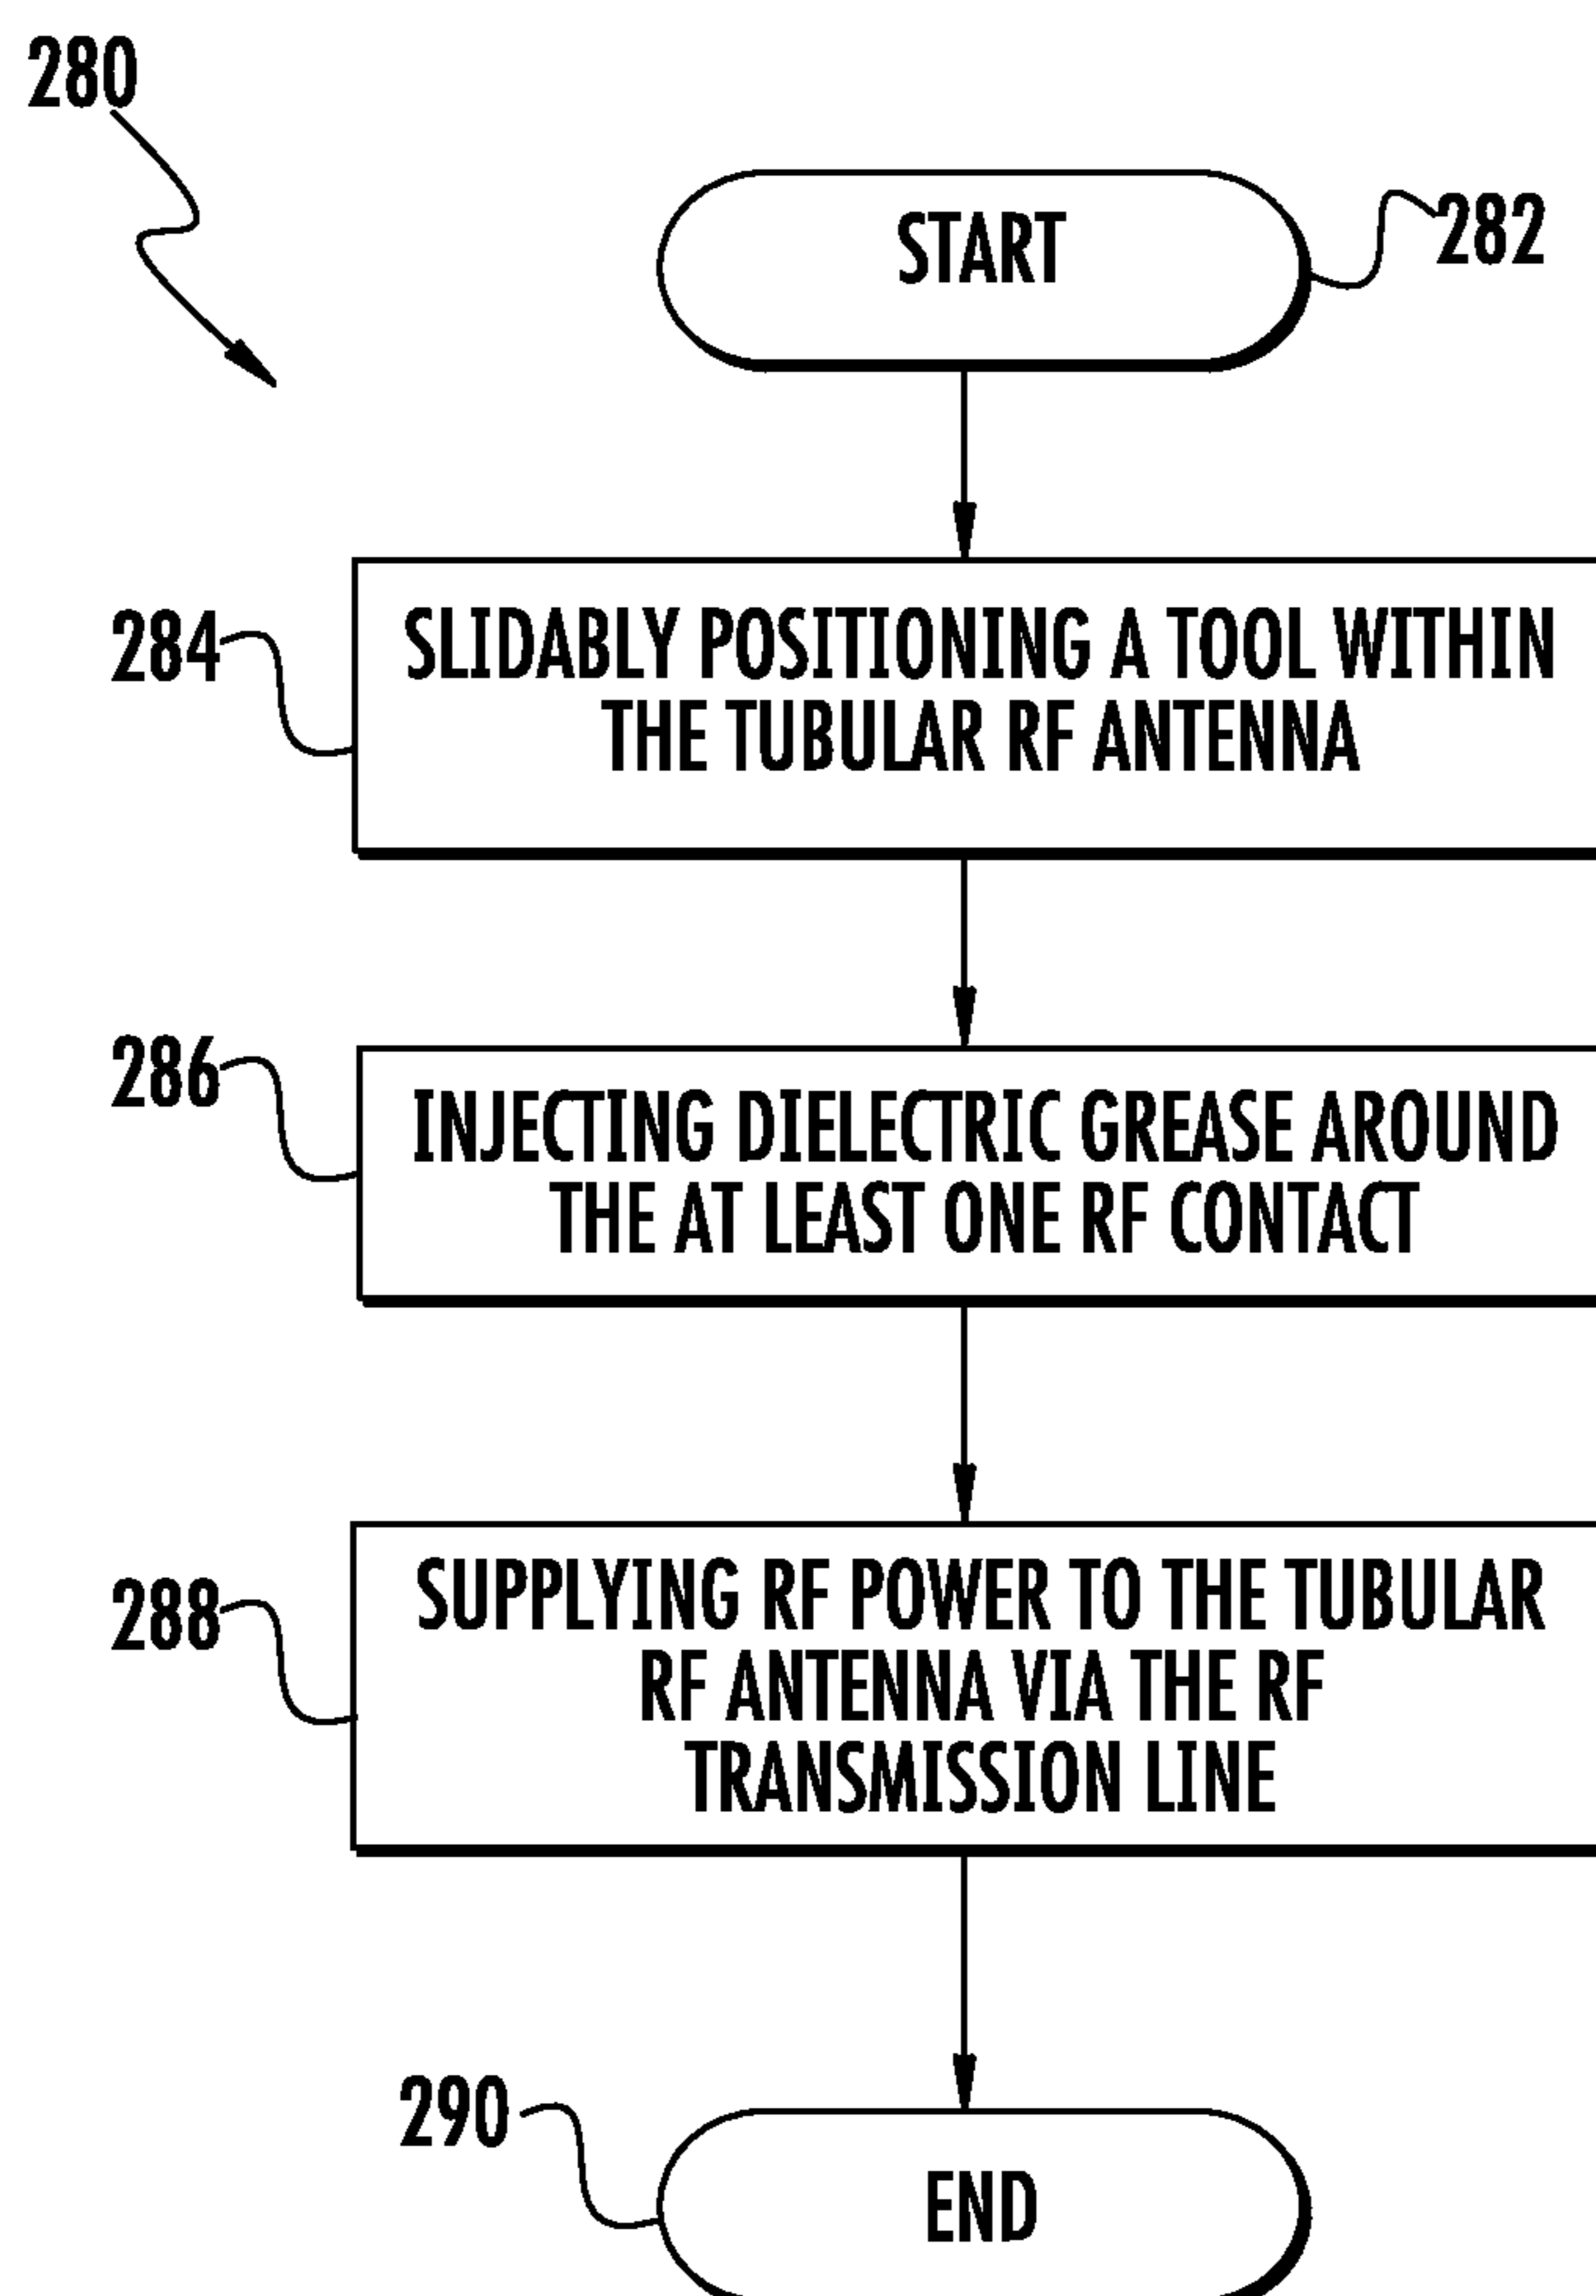 280
START
282
284
SLIDABLY POSITIONING A TOOL WITHIN
THE TUBULAR RF ANTENNA
286
INJECTING DIELECTRIC GREASE AROUND
THE AT LEAST ONE RF CONTACT
288
SUPPLYING RF POWER TO THE TUBULAR
RF ANTENNA VIA THE RF
TRANSMISSION LINE
290
END